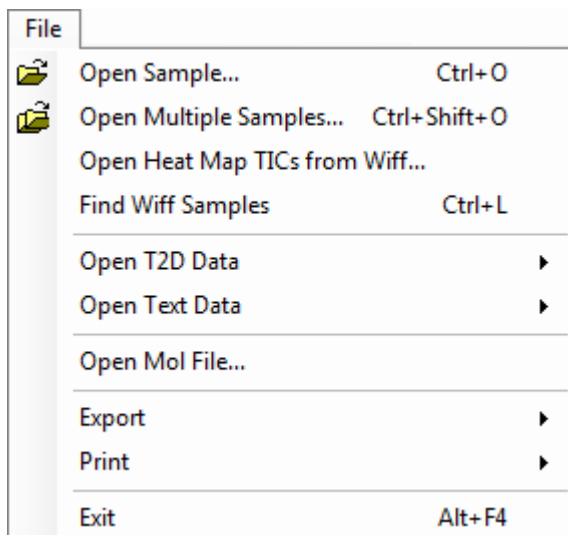 File
Open Sample... Ctrl+O
Open Multiple Samples... Ctrl+Shift+O
Open Heat Map TICs from Wiff...
Find Wiff Samples Ctrl+L
Open T2D Data
Open Text Data
Open Mol File...
Export
Print
Exit Alt+F4